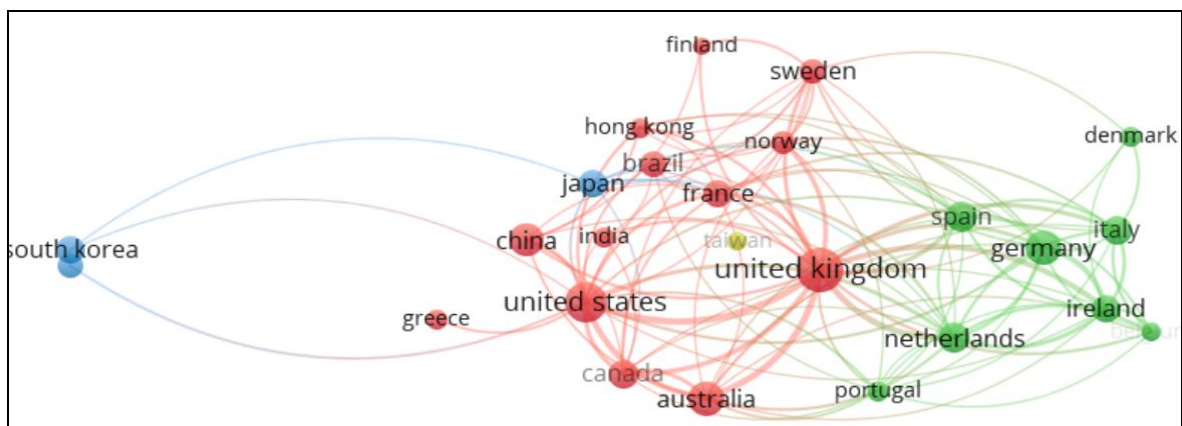 finland
sweden
hong kong
denmark
norway
brazil
japan
france
spain
italy
china
india
taiwan
germany
south korea
united kingdom
united states
ireland
greece
netherlands
canada
portugal
australia